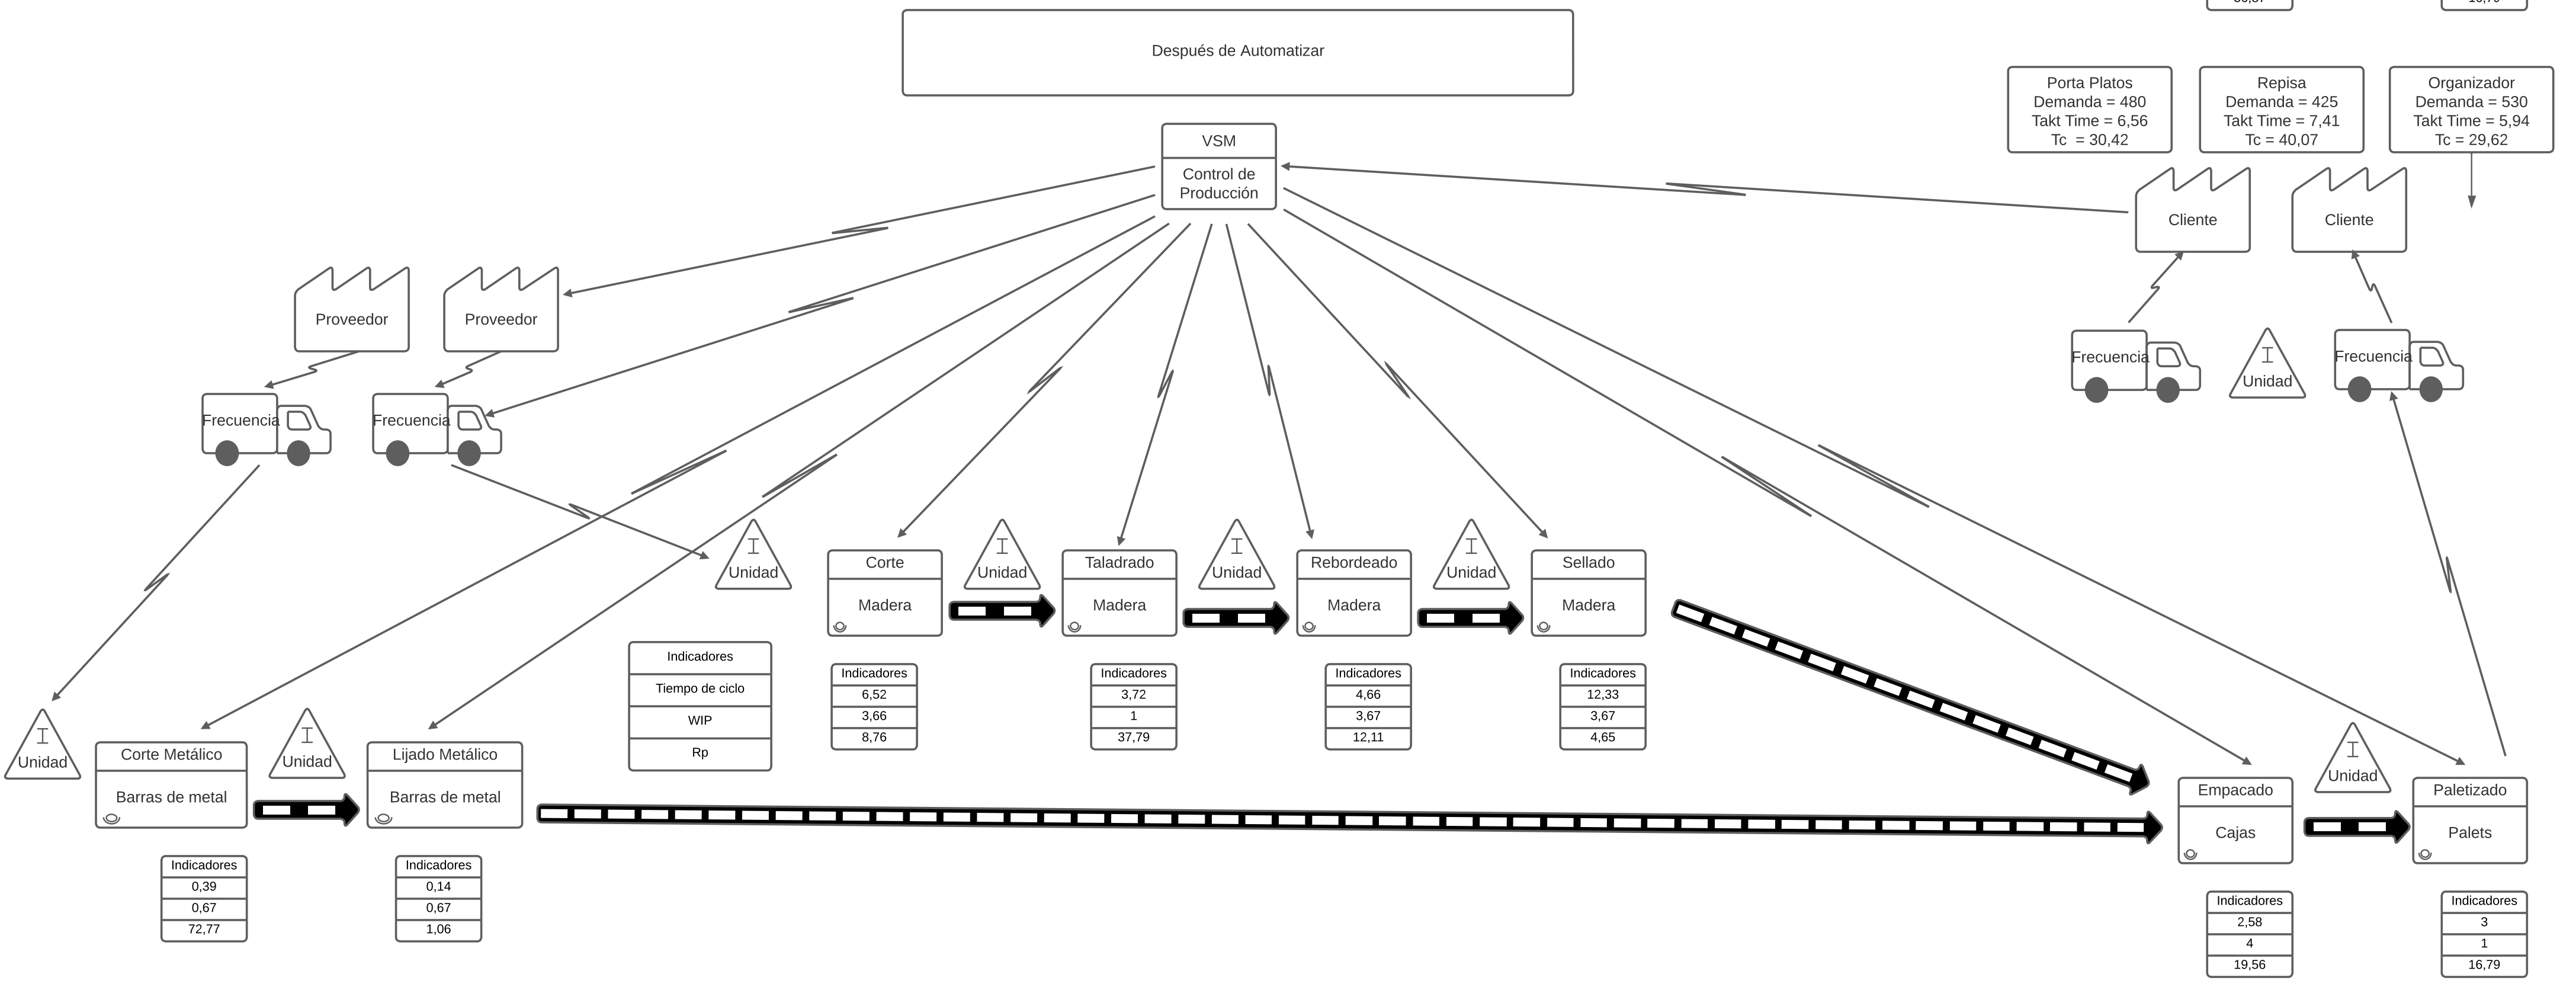 Después de Automatizar
Porta Platos
Demanda = 480
Takt Time = 6,56
Tc = 30,42
Repisa
Demanda = 425
Takt Time = 7,41
Tc = 40,07
Organizador
Demanda = 530
Takt Time = 5,94
Tc = 29,62
VSM
Control de
Producción
Cliente
Cliente
Proveedor
Proveedor
Frecuencia
Unidad
Frecuencia
Frecuencia
Frecuencia
Unidad
Corte
Madera
Unidad
Taladrado
Madera
Unidad
Rebordeado
Madera
Unidad
Sellado
Madera
Indicadores
Tiempo de ciclo
WIP
Rp
Indicadores
6,52
3,66
8,76
Indicadores
3,72
1
37,79
Indicadores
4,66
3,67
12,11
Indicadores
12,33
3,67
4,65
Unidad
Corte Metálico
Barras de metal
Unidad
Lijado Metálico
Barras de metal
Empacado
Cajas
Unidad
Paletizado
Palets
Indicadores
0,39
0,67
72,77
Indicadores
0,14
0,67
1,06
Indicadores
2,58
4
19,56
Indicadores
3
1
16,79